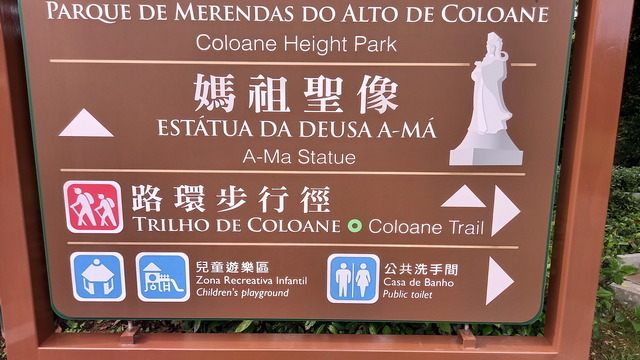 PARQUE DE MERENDAS DO ALTO DE COLOANE
Coloane Height Park
媽祖聖像
ESTÁTUA DA DEUSA A-MÁ
A-Ma Statue
路環步行徑
TRILHO DE COLOANE Coloane Trail
兒童遊樂區
Zona Recreativa Infantil
Children's playground
公共洗手間
Casa de Banho
Public toilet